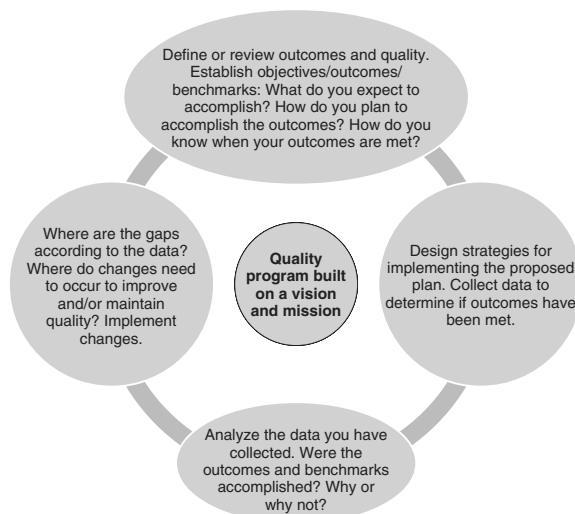 Define or review outcomes and quality.
Establish objectives/outcomes/
benchmarks: What do you expect to
accomplish? How do you plan to
accomplish the outcomes? How do you
know when your outcomes are met?
Where are the gaps
according to the data?
Where do changes need
to occur to improve
and/or maintain
quality? Implement
changes.
Quality
program built
on a vision
and mission
Design strategies for
implementing the proposed
plan. Collect data to
determine if outcomes have
been met.
Analyze the data you have
collected. Were the
outcomes and benchmarks
accomplished? Why or
why not?